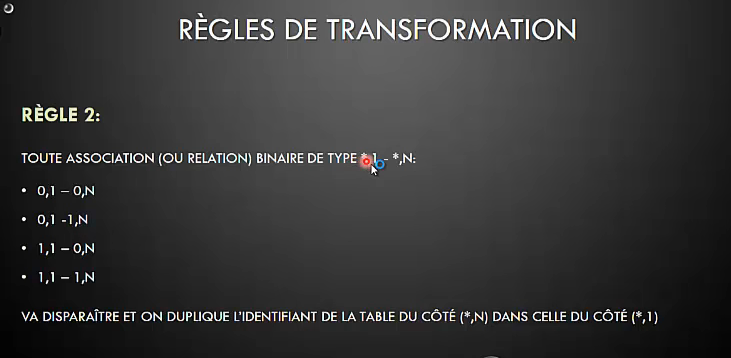 RÈGLES DE TRANSFORMATION
RÈGLE 2:
TOUTE ASSOCIATION (OU RELATION) BINAIRE DE TYPE *,1 - *,N:
• 0,1 – 0,N
• 0,1 -1,N
• 1,1 – 0,N
• 1,1 – 1,N
VA DISPARAÎTRE ET ON DUPLIQUE L'IDENTIFIANT DE LA TABLE DU CÔTÉ (*,N) DANS CELLE DU CÔTÉ (*,1)